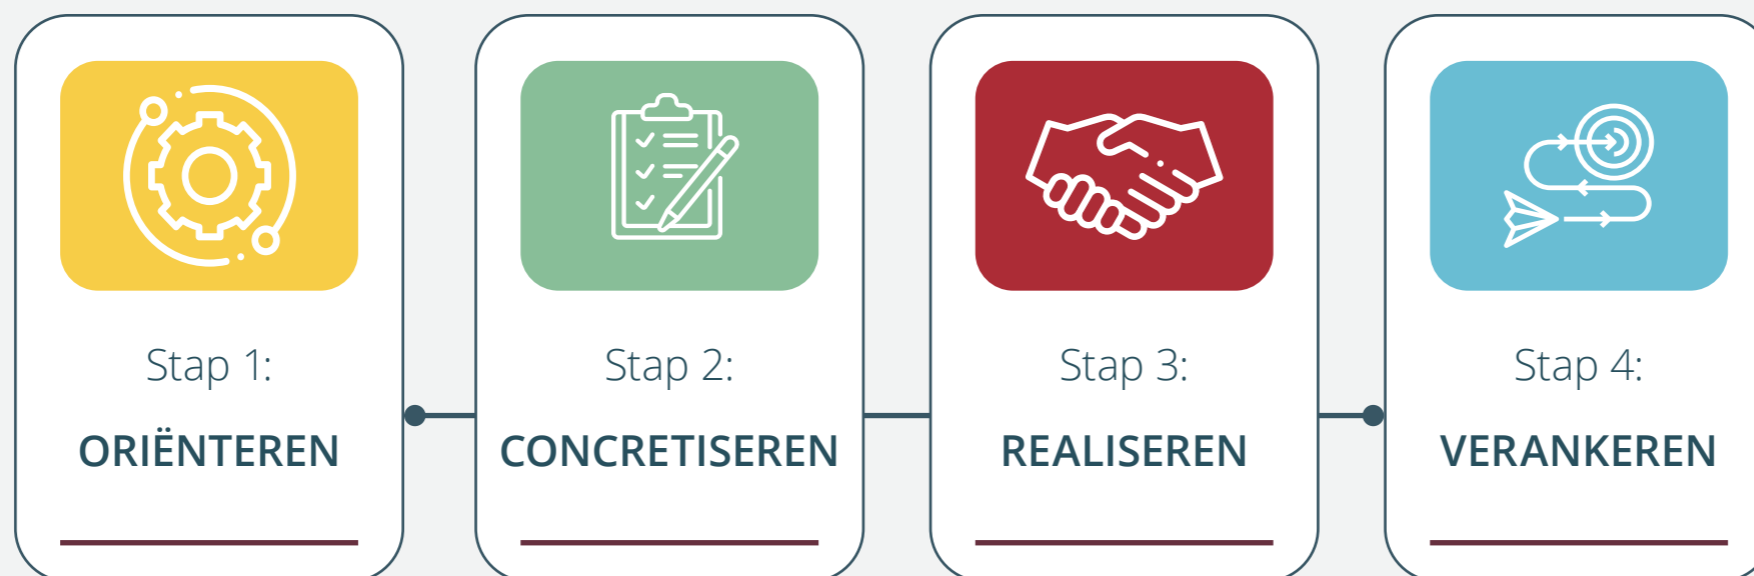 Stap 1:
ORIËNTEREN
Stap 2:
CONCRETISEREN
Stap 3:
REALISEREN
Stap 4:
VERANKEREN